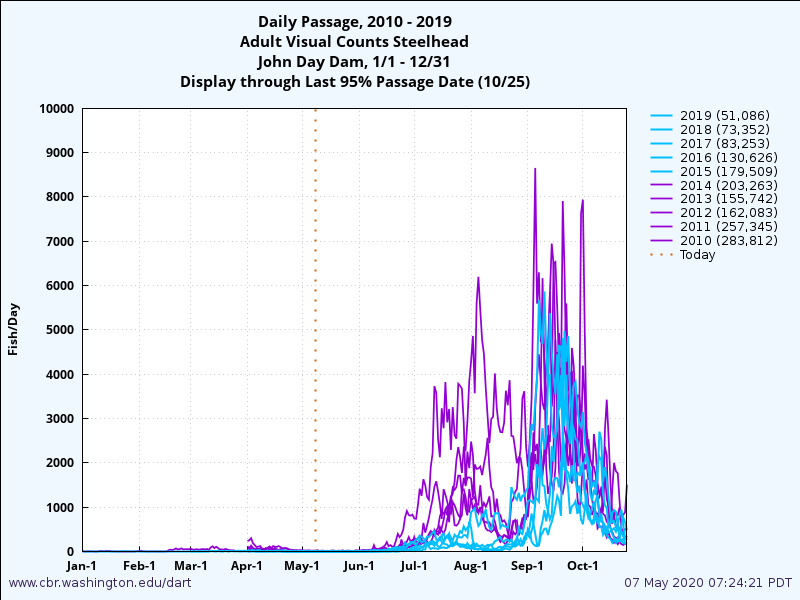 Daily Passage, 2010 - 2019
Adult Visual Counts Steelhead
John Day Dam, 1/1 - 12/31
Display through Last 95% Passage Date (10/25)
10000
9000
8000
7000
6000
5000
4000
3000
2000
1000
0
Fish/Day
Jan-1 Feb-1 Mar-1 Apr-1 May-1 Jun-1 Jul-1 Aug-1 Sep-1 Oct-1
2019 (51,086)
2018 (73,352)
2017 (83,253)
2016 (130,626)
2015 (179,509)
2014 (203,263)
2013 (155,742)
2012 (162,083)
2011 (257,345)
2010 (283,812)
Today
www.cbr.washington.edu/dart
07 May 2020 07:24:21 PDT